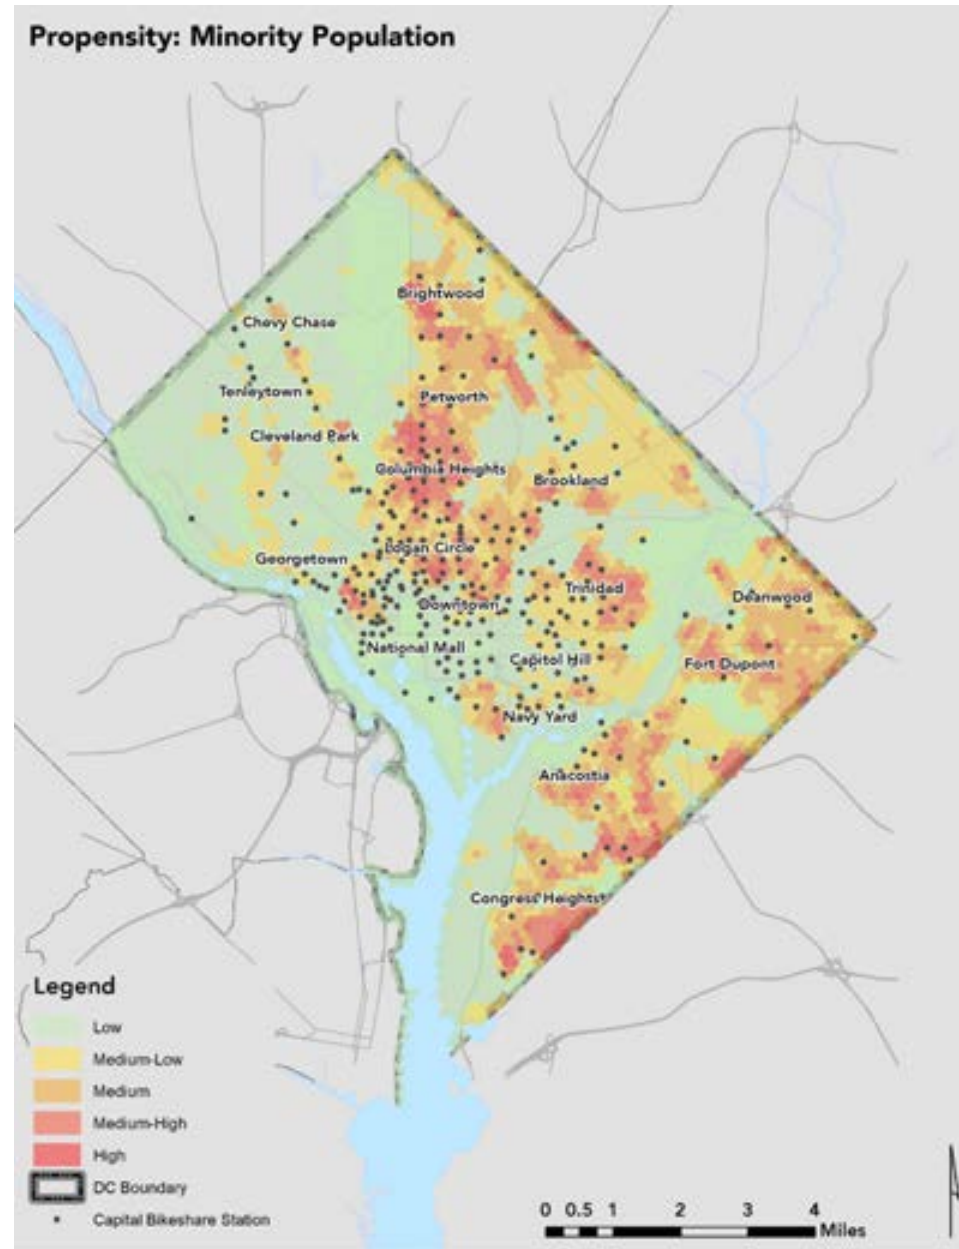 Propensity: Minority Population
Brightwood
Chevy Chase
Tenleytown
Petworth
Cleveland Park
Columbia Heights
Brookland
Logan Circle
Georgetown
Trinidad
Deanwood
Downtown
National Mall
Capitol Hill
Fort Dupont
Navy Yard
Anacostia
Congress Heights
Legend
Low
Medium-Low
Medium
Medium-High
High
DC Boundary
Capital Bikeshare Station
0 0.5 1 2 3 4
Miles